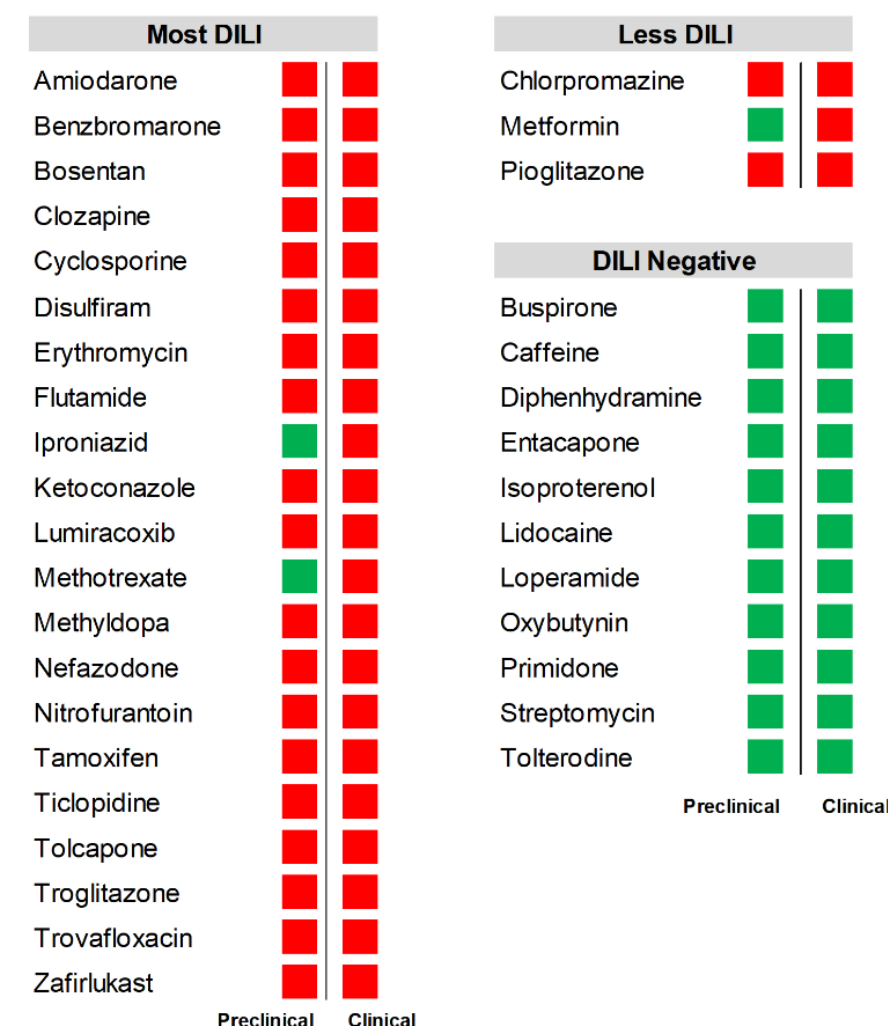 Most DILI
Amiodarone
Benzbromarone
Bosentan
Clozapine
Cyclosporine
Disulfiram
Erythromycin
Flutamide
Iproniazid
Ketoconazole
Lumiracoxib
Methotrexate
Methyldopa
Nefazodone
Nitrofurantoin
Tamoxifen
Ticlopidine
Tolcapone
Troglitazone
Trovafloxacin
Zafirlukast
Preclinical Clinical
Less DILI
Chlorpromazine
Metformin
Pioglitazone
DILI Negative
Buspirone
Caffeine
Diphenhydramine
Entacapone
Isoproterenol
Lidocaine
Loperamide
Oxybutynin
Primidone
Streptomycin
Tolterodine
Preclinical Clinical